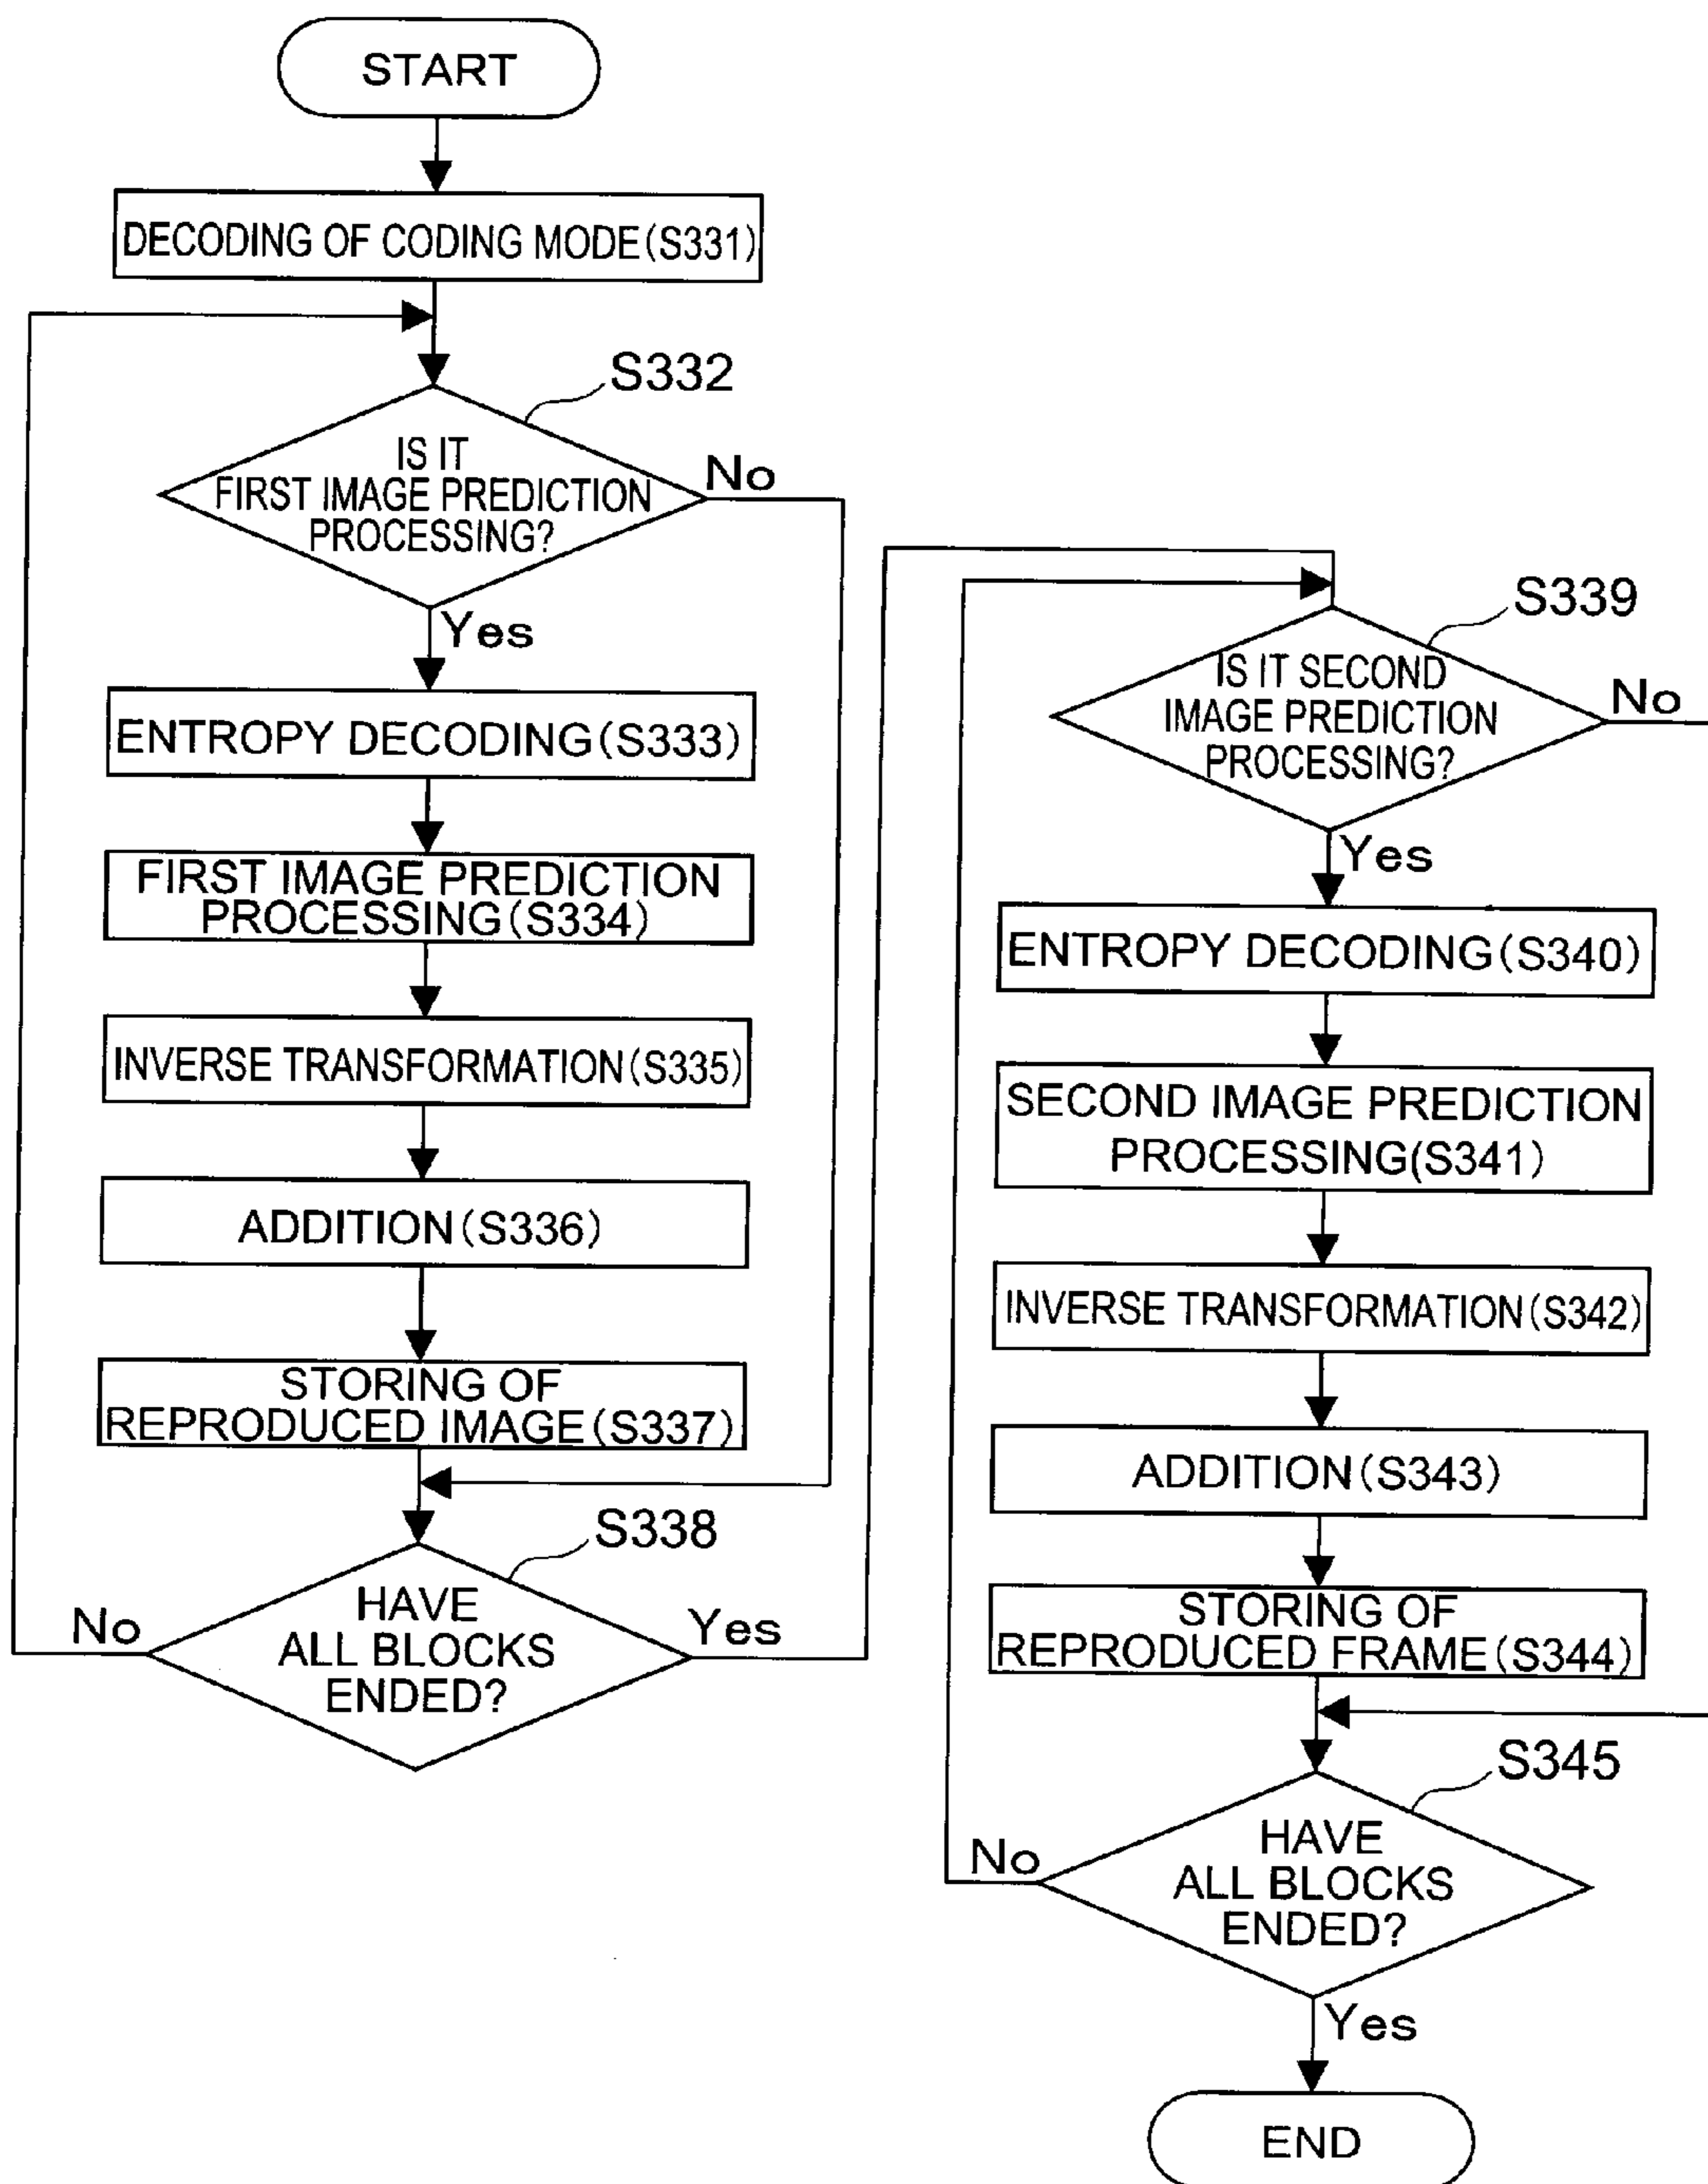 START
DECODING OF CODING MODE(S331)
S332
IS IT
FIRST IMAGE PREDICTION
PROCESSING?
No
Yes
ENTROPY DECODING(S333)
FIRST IMAGE PREDICTION
PROCESSING(S334)
INVERSE TRANSFORMATION(S335)
ADDITION(S336)
STORING OF
REPRODUCED IMAGE(S337)
S338
HAVE
ALL BLOCKS
ENDED?
No
Yes
S339
IS IT SECOND
IMAGE PREDICTION
PROCESSING?
No
Yes
ENTROPY DECODING(S340)
SECOND IMAGE PREDICTION
PROCESSING(S341)
INVERSE TRANSFORMATION(S342)
ADDITION(S343)
STORING OF
REPRODUCED FRAME(S344)
S345
HAVE
ALL BLOCKS
ENDED?
No
Yes
END